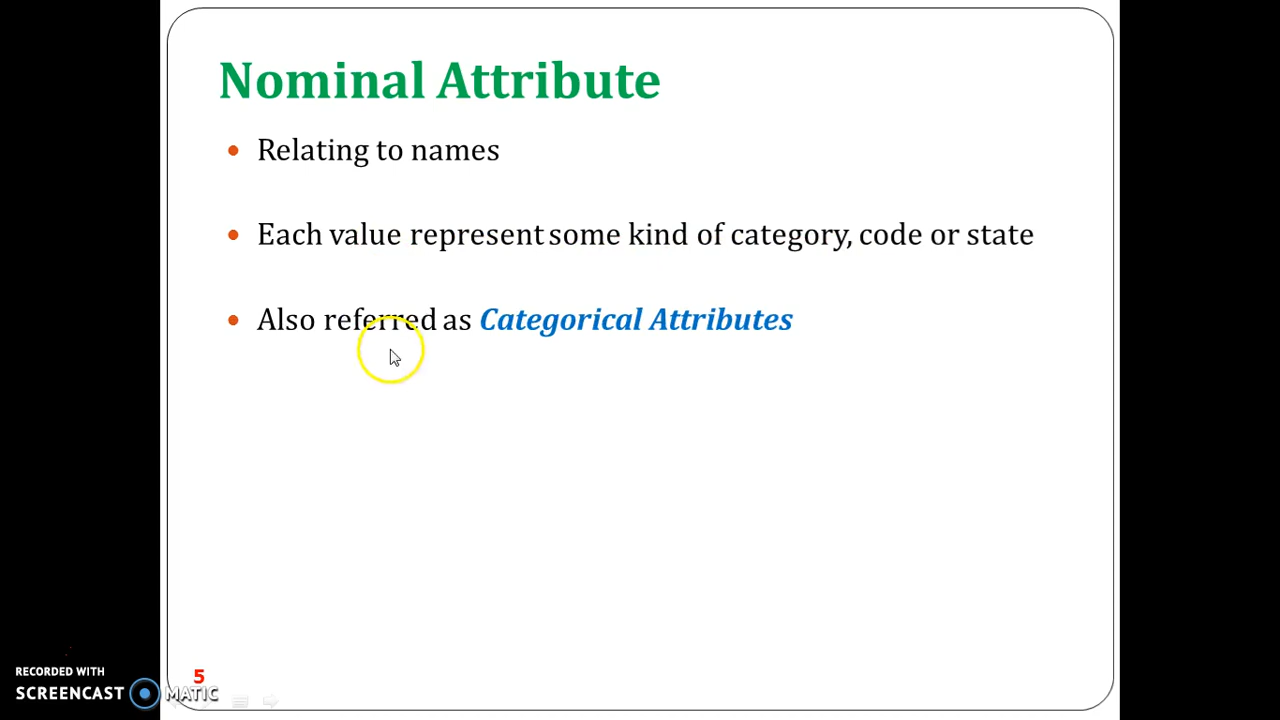 Nominal Attribute
Relating to names
Each value represent some kind of category, code or state
Also referred as Categorical Attributes
5
RECORDED WITH
SCREENCAST MATIC